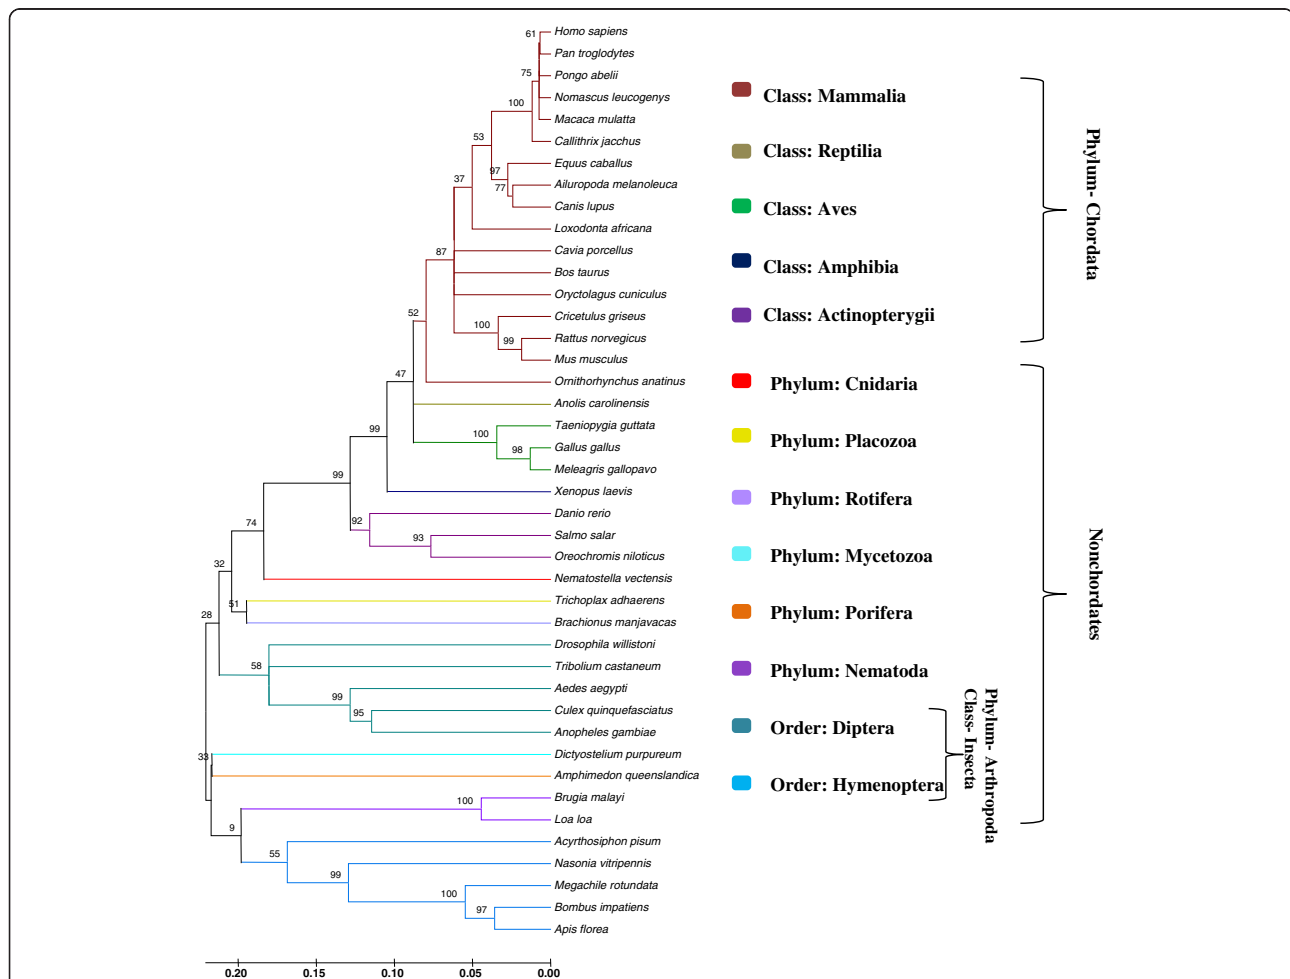 61
Homo sapiens
Pan troglodytes
75
Pongo abelii
Nomascus leucogenys
100
Macaca mulatta
Callithrix jacchus
53
Equus caballus
97
Ailuropoda melanoleuca
37
77
Canis lupus
Loxodonta africana
87
Cavia porcellus
Bos taurus
Oryctolagus cuniculus
52
Cricetulus griseus
100
Rattus norvegicus
99
Mus musculus
47
Ornithorhynchus anatinus
Anolis carolinensis
Taeniopygia guttata
99
100
Gallus gallus
98
Meleagris gallopavo
99
Xenopus laevis
Danio rerio
74
92
Salmo salar
93
Oreochromis niloticus
32
Nematostella vectensis
51
Trichoplax adhaerens
28
Brachionus manjavacas
Drosophila willistoni
58
Tribolium castaneum
99
Aedes aegypti
95
Culex quinquefasciatus
Anopheles gambiae
33
Dictyostelium purpureum
Amphimedon queenslandica
100
Brugia malayi
9
Loa loa
Acyrthosiphon pisum
55
Nasonia vitripennis
99
Megachile rotundata
100
Bombus impatiens
97
Apis florea
0.20 0.15 0.10 0.05 0.00
Class: Mammalia
Class: Reptilia
Class: Aves
Class: Amphibia
Class: Actinopterygii
Phylum- Chordata
Phylum: Cnidaria
Phylum: Placozoa
Phylum: Rotifera
Phylum: Mycetozoa
Phylum: Porifera
Phylum: Nematoda
Order: Diptera
Order: Hymenoptera
Phylum- Arthropoda
Class- Insecta
Nonchordates